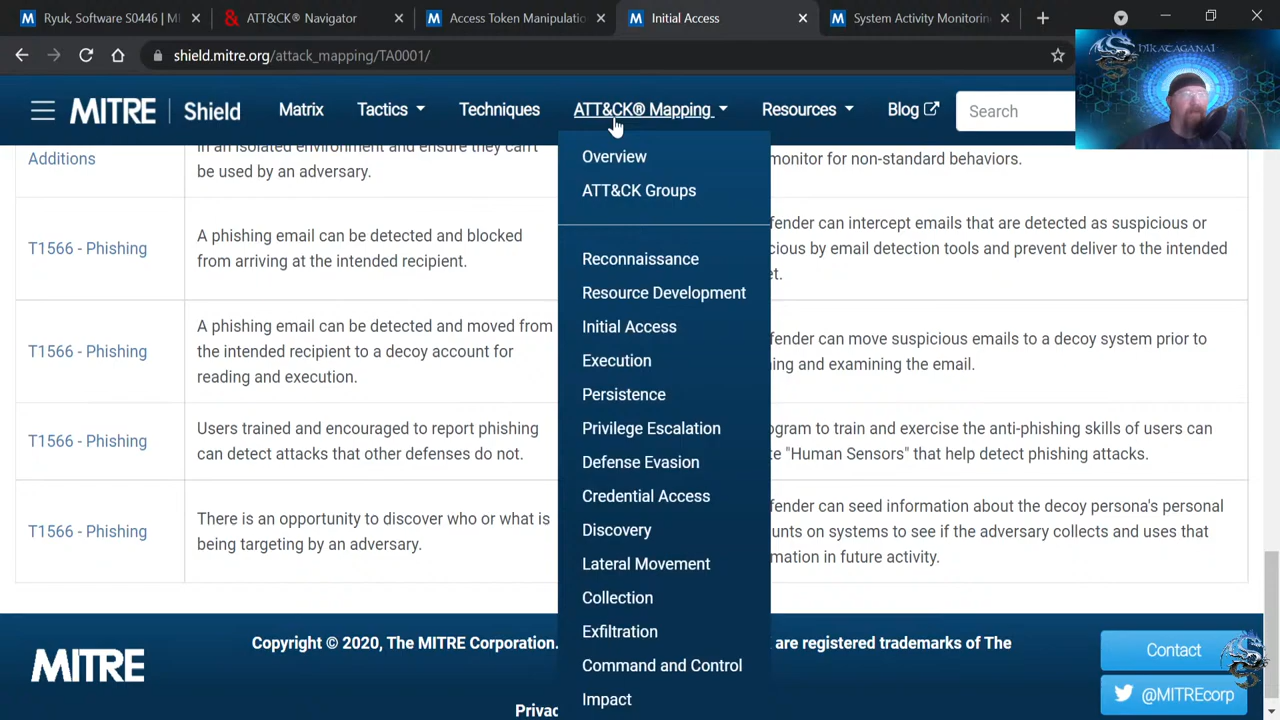 Ryuk, Software S0446 | MI
ATT&CK® Navigator
Access Token Manipulatio
Initial Access
System Activity Monitorin
shield.mitre.org/attack_mapping/TA0001/
SHIKATAGANAI
MITRE | Shield
Matrix
Tactics
Techniques
ATT&CK® Mapping
Resources
Blog
Search
Overview
ATT&CK Groups
Reconnaissance
Resource Development
Initial Access
Execution
Persistence
Privilege Escalation
Defense Evasion
Credential Access
Discovery
Lateral Movement
Collection
Exfiltration
Command and Control
Impact
Additions
in an isolated environment and ensure they can't
be used by an adversary.
monitor for non-standard behaviors.
T1566 - Phishing
A phishing email can be detected and blocked
from arriving at the intended recipient.
fender can intercept emails that are detected as suspicious or
cious by email detection tools and prevent deliver to the intended
et.
T1566 - Phishing
A phishing email can be detected and moved from
the intended recipient to a decoy account for
reading and execution.
fender can move suspicious emails to a decoy system prior to
ning and examining the email.
T1566 - Phishing
Users trained and encouraged to report phishing
can detect attacks that other defenses do not.
ogram to train and exercise the anti-phishing skills of users can
te "Human Sensors" that help detect phishing attacks.
T1566 - Phishing
There is an opportunity to discover who or what is
being targeting by an adversary.
fender can seed information about the decoy persona's personal
unts on systems to see if the adversary collects and uses that
mation in future activity.
MITRE
Copyright © 2020, The MITRE Corporation.
are registered trademarks of The
Privac
Contact
@MITREcorp